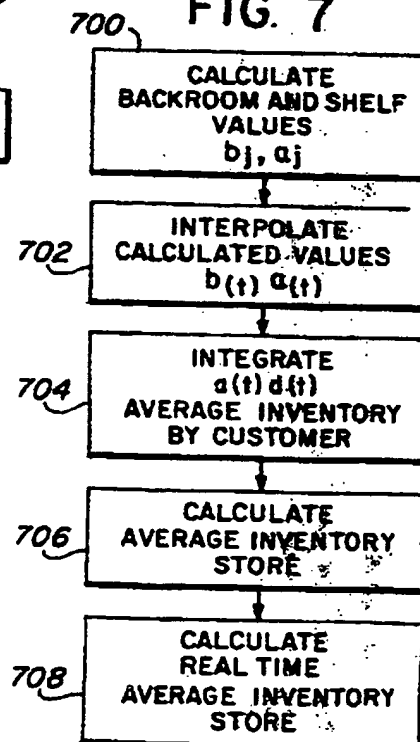 FIG. 7
700
CALCULATE
BACKROOM AND SHELF
VALUES
bj, aj
702
INTERPOLATE
CALCULATED VALUES
b(t) a(t)
704
INTEGRATE
a(t) d(t)
AVERAGE INVENTORY
BY CUSTOMER
706
CALCULATE
AVERAGE INVENTORY
STORE
708
CALCULATE
REAL TIME
AVERAGE INVENTORY
STORE